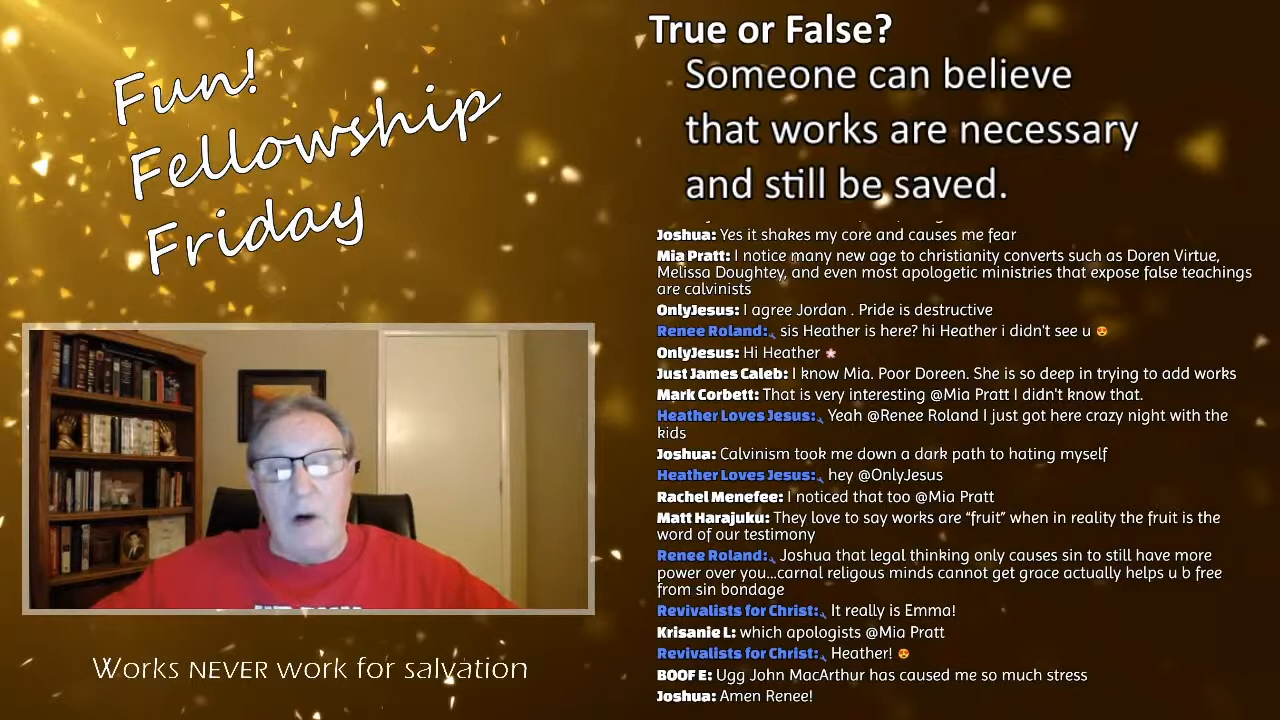 Fun!
Fellowship
Friday
Works NEVER work for salvation
True or False?
Someone can believe
that works are necessary
and still be saved.
Joshua: Yes it shakes my core and causes me fear
Mia Pratt: I notice many new age to christianity converts such as Doren Virtue,
Melissa Doughtey, and even most apologetic ministries that expose false teachings
are calvinists
OnlyJesus: I agree Jordan . Pride is destructive
Renee Roland: sis Heather is here? hi Heather i didn't see u 😍
OnlyJesus: Hi Heather
Just James Caleb: I know Mia. Poor Doreen. She is so deep in trying to add works
Mark Corbett: That is very interesting @Mia Pratt I didn't know that.
Heather Loves Jesus: Yeah @Renee Roland I just got here crazy night with the
kids
Joshua: Calvinism took me down a dark path to hating myself
Heather Loves Jesus: hey @OnlyJesus
Rachel Menefee: I noticed that too @Mia Pratt
Matt Harajuku: They love to say works are "fruit" when in reality the fruit is the
word of our testimony
Renee Roland: Joshua that legal thinking only causes sin to still have more
power over you...carnal religous minds cannot get grace actually helps u b free
from sin bondage
Revivalists for Christ: It really is Emma!
Krisanie L: which apologists @Mia Pratt
Revivalists for Christ: Heather! 😍
BOOF E: Ugg John MacArthur has caused me so much stress
Joshua: Amen Renee!